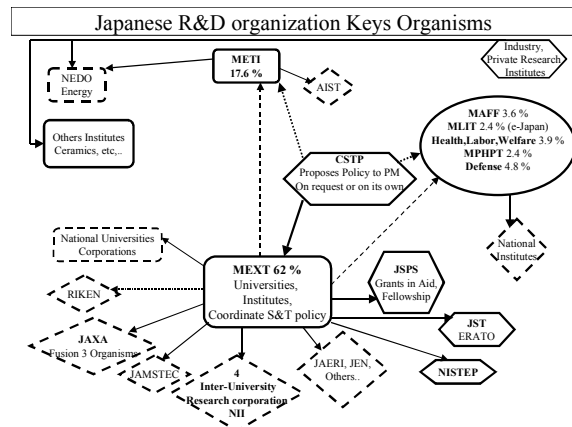 Japanese R&D organization Keys Organisms
Industry,
Private Research
Institutes
METI
17.6 %
NEDO
Energy
AIST
MAFF 3.6 %
MLIT 2.4 % (e-Japan)
Health,Labor,Welfare 3.9 %
MPHPT 2.4 %
Defense 4.8 %
Others Institutes
Ceramics, etc,..
CSTP
Proposes Policy to PM
On request or on its own
National Universities
Corporations
National
Institutes
MEXT 62 %
Universities,
Institutes,
Coordinate S&T policy
JSPS
Grants in Aid,
Fellowship
RIKEN
JST
ERATO
JAXA
Fusion 3 Organisms
JAMSTEC
JAERI, JEN,
Others..
NISTEP
4
Inter-University
Research corporation
NII